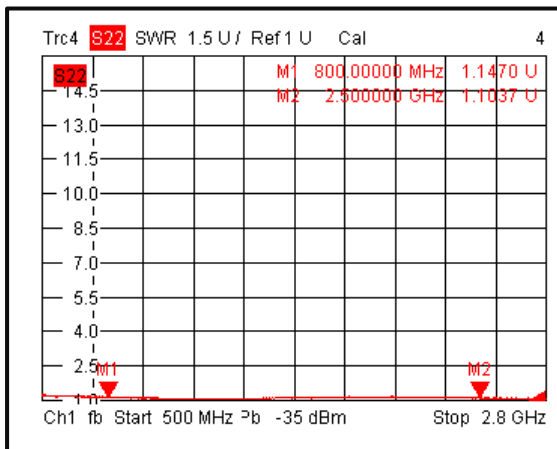 Trc4 S22 SWR 1.5 U / Ref 1 U Cal 4
S22 M1 800.00000 MHz 1.1470 U
14.5 M2 2.500000 GHz 1.1037 U
13.0
11.5
10.0
8.5
7.0
5.5
4.0
2.5 M1 M2
1.0
Ch1 fb Start 500 MHz Pb -35 dBm Stop 2.8 GHz